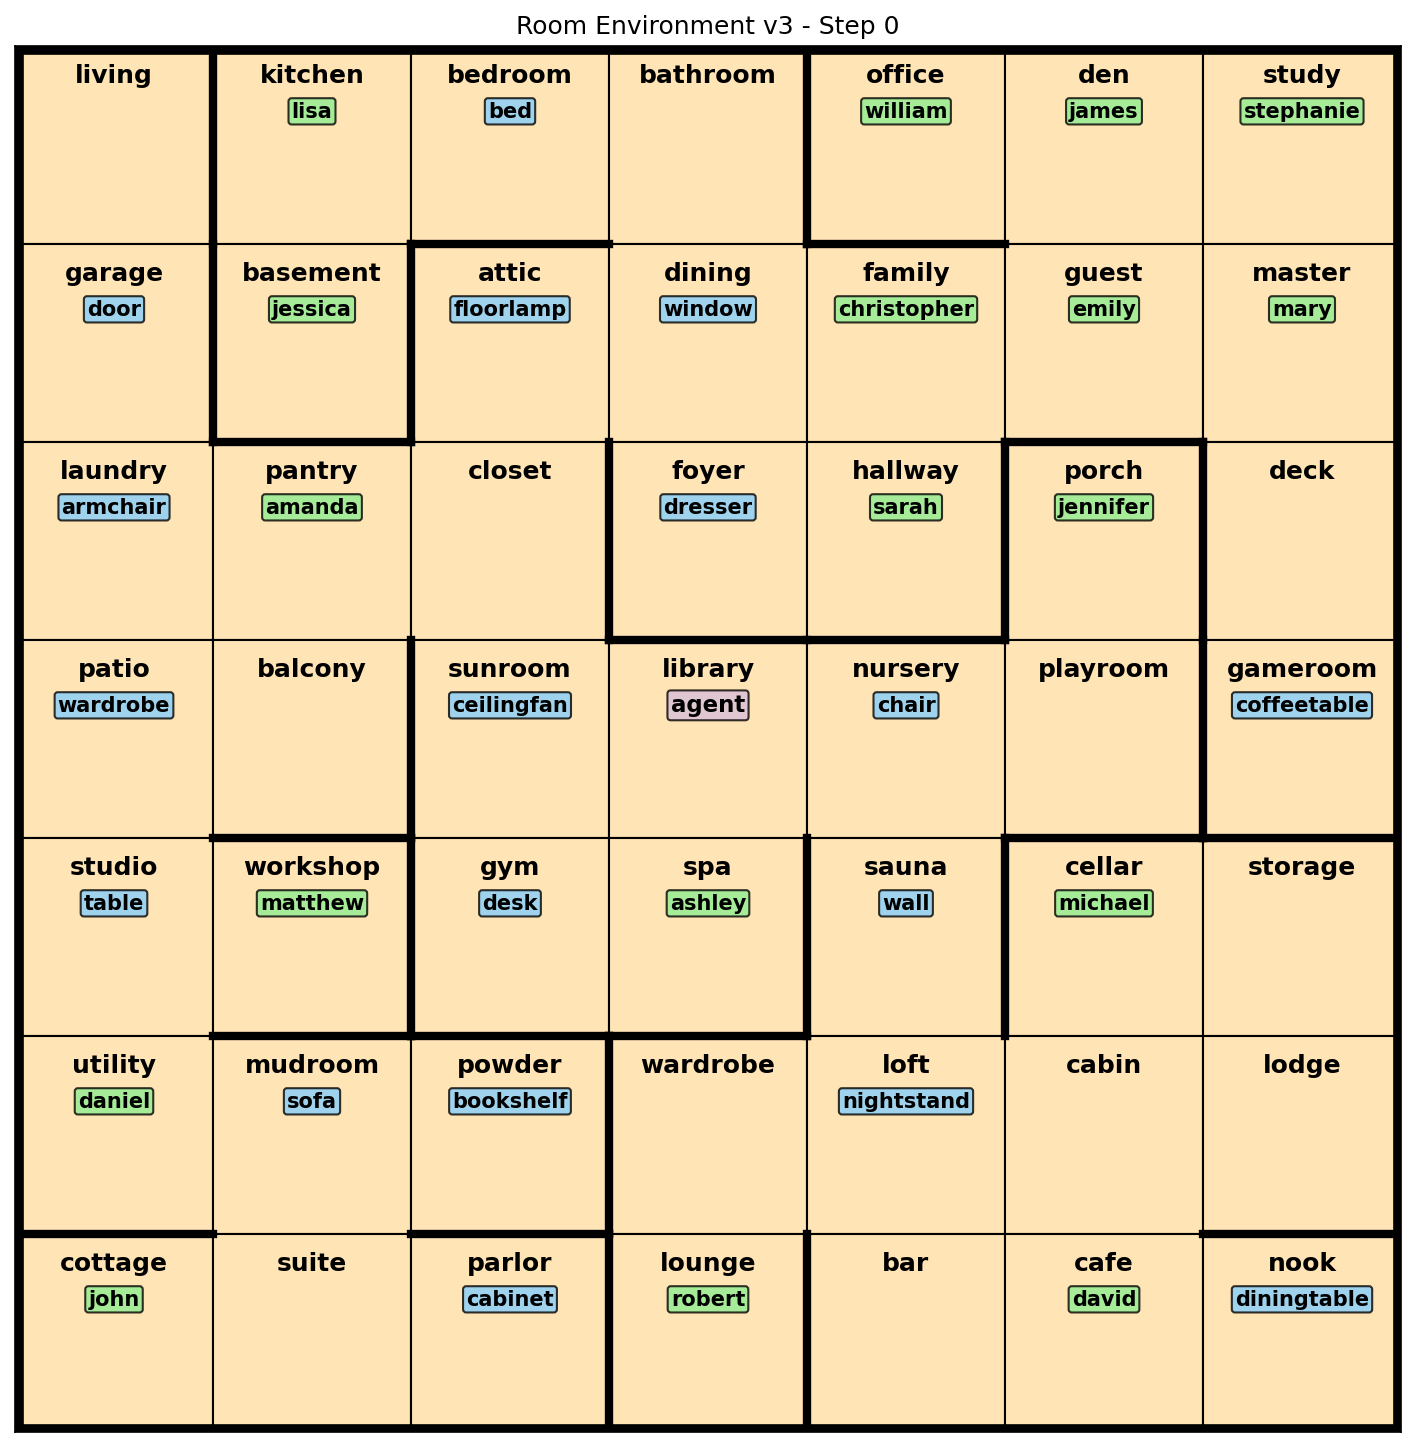 Room Environment v3 - Step 0
living kitchen bedroom bathroom office den study
lisa bed william james stephanie
garage basement attic dining family guest master
door jessica floorlamp window christopher emily mary
laundry pantry closet foyer hallway porch deck
armchair amanda dresser sarah jennifer
patio balcony sunroom library nursery playroom gameroom
wardrobe ceilingfan agent chair coffeetable
studio workshop gym spa sauna cellar storage
table matthew desk ashley wall michael
utility mudroom powder wardrobe loft cabin lodge
daniel sofa bookshelf nightstand
cottage suite parlor lounge bar cafe nook
john cabinet robert david diningtable